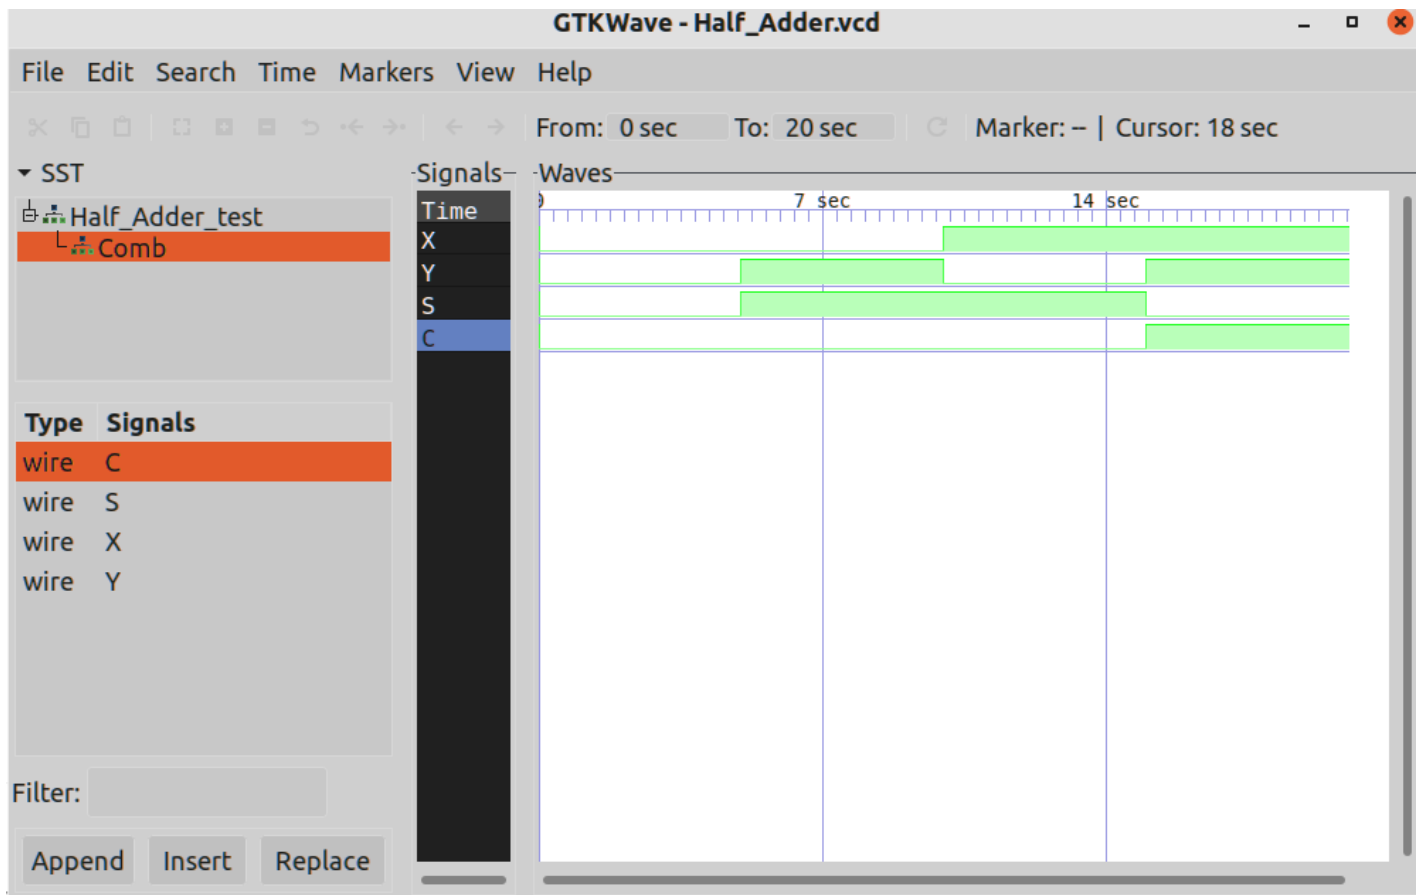 GTKWave - Half_Adder.vcd
File Edit Search Time Markers View Help
From: 0 sec To: 20 sec Marker: -- | Cursor: 18 sec
SST
Half_Adder_test
Comb
Type Signals
wire C
wire S
wire X
wire Y
Filter:
Append Insert Replace
Signals
Time
X
Y
S
C
Waves
7 sec 14 sec